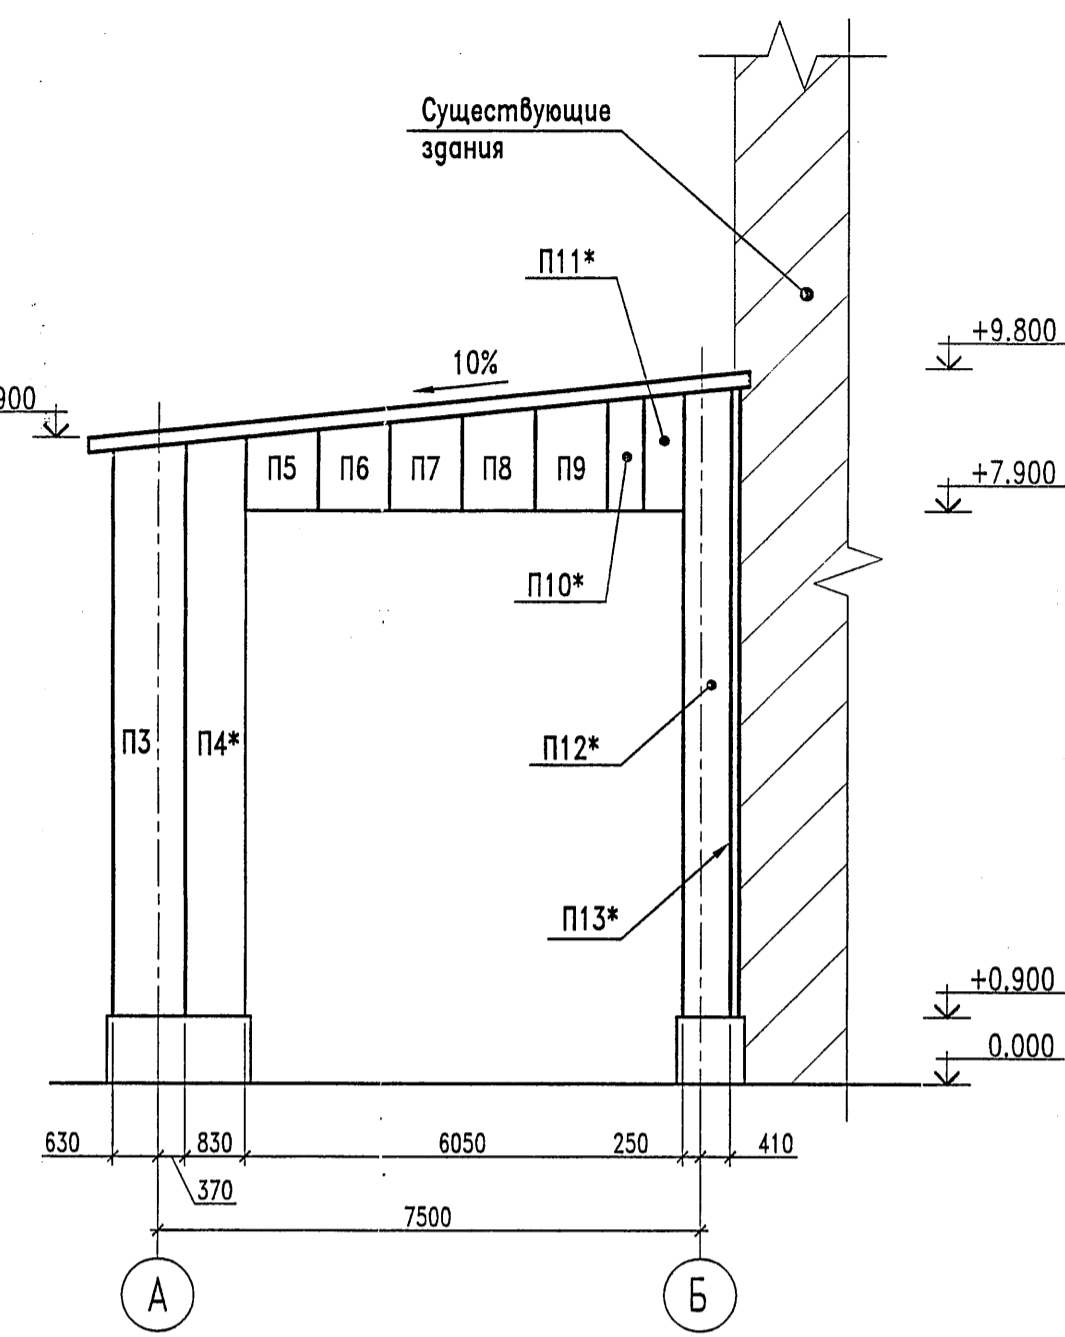 Существующие
здания
П11*
+9.800
10%
900
+7.900
П5 П6 П7 П8 П9
П10*
П3 П4* П12*
П13*
+0,900
0.000
630 830 6050 250 410
370
7500
А Б